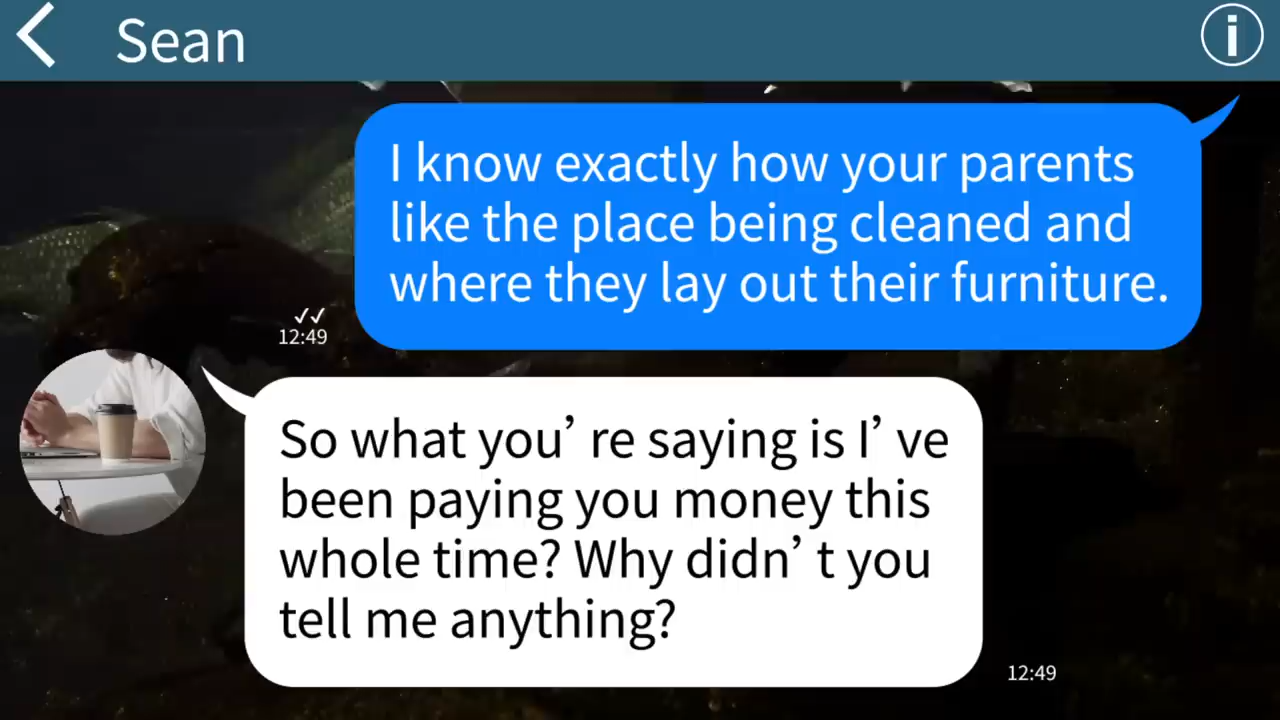 Sean
I know exactly how your parents
like the place being cleaned and
where they lay out their furniture.
12:49
So what you’ re saying is I’ ve
been paying you money this
whole time? Why didn’ t you
tell me anything?
12:49